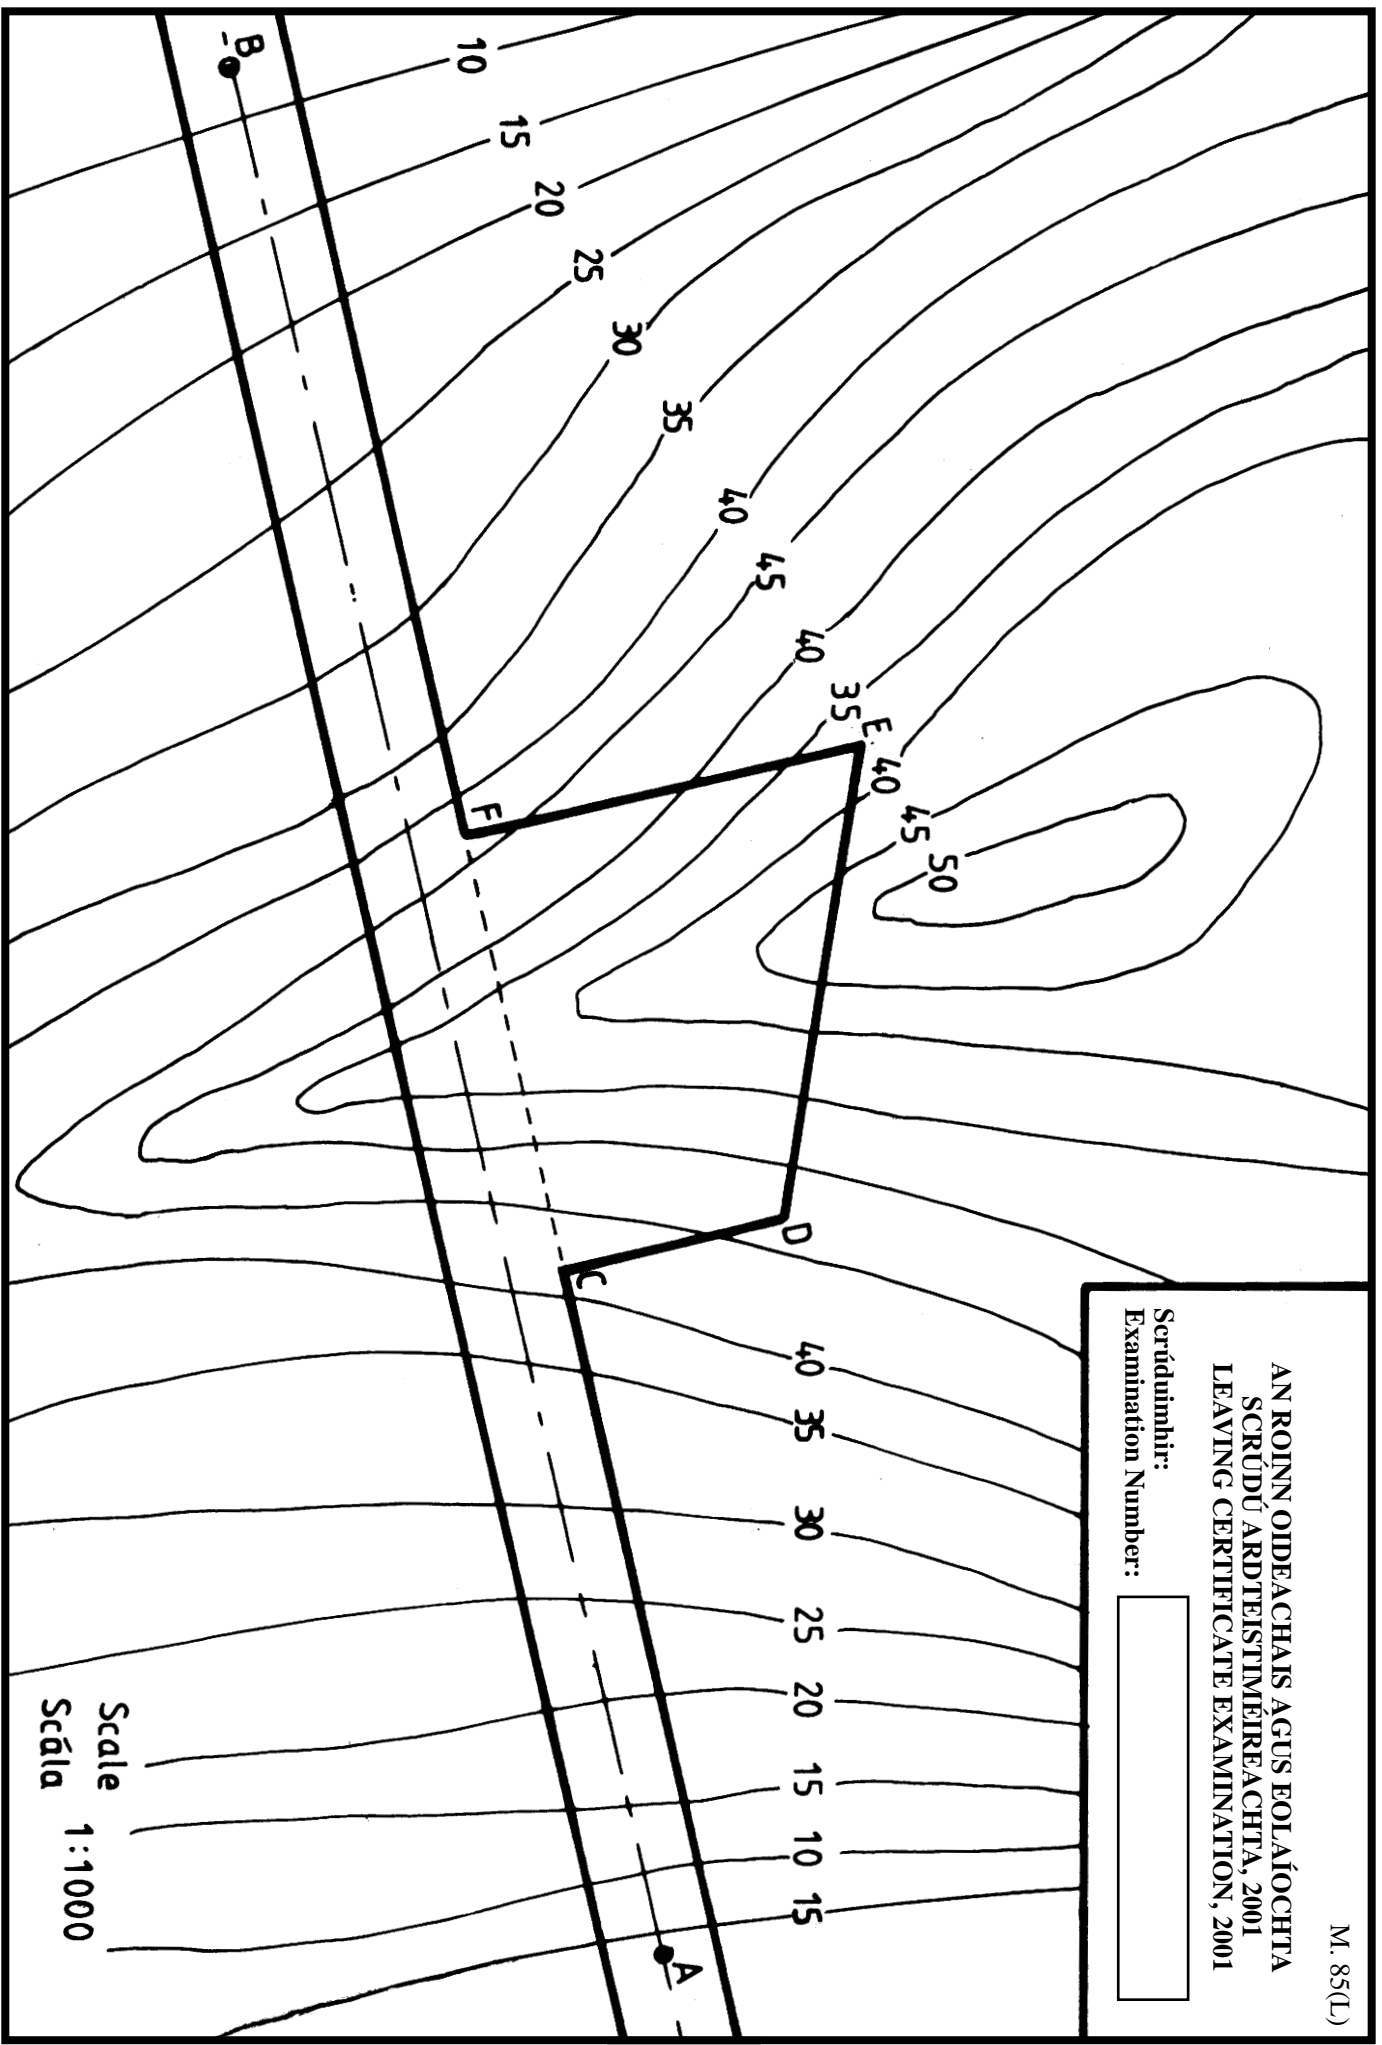 M. 85(L)
AN ROINN OIDEACHAIS AGUS EOLAÍOCHTA
SCRÚDÚ ARDTEISTIMÉIREACHTA, 2001
LEAVING CERTIFICATE EXAMINATION, 2001
Scrúduimhir:
Examination Number:
B
10
15
20
25
30
35
40
45
40
35
E
40
45
50
F
D
C
40
35
30
25
20
15
10
15
A
Scale
Scála
1:1000